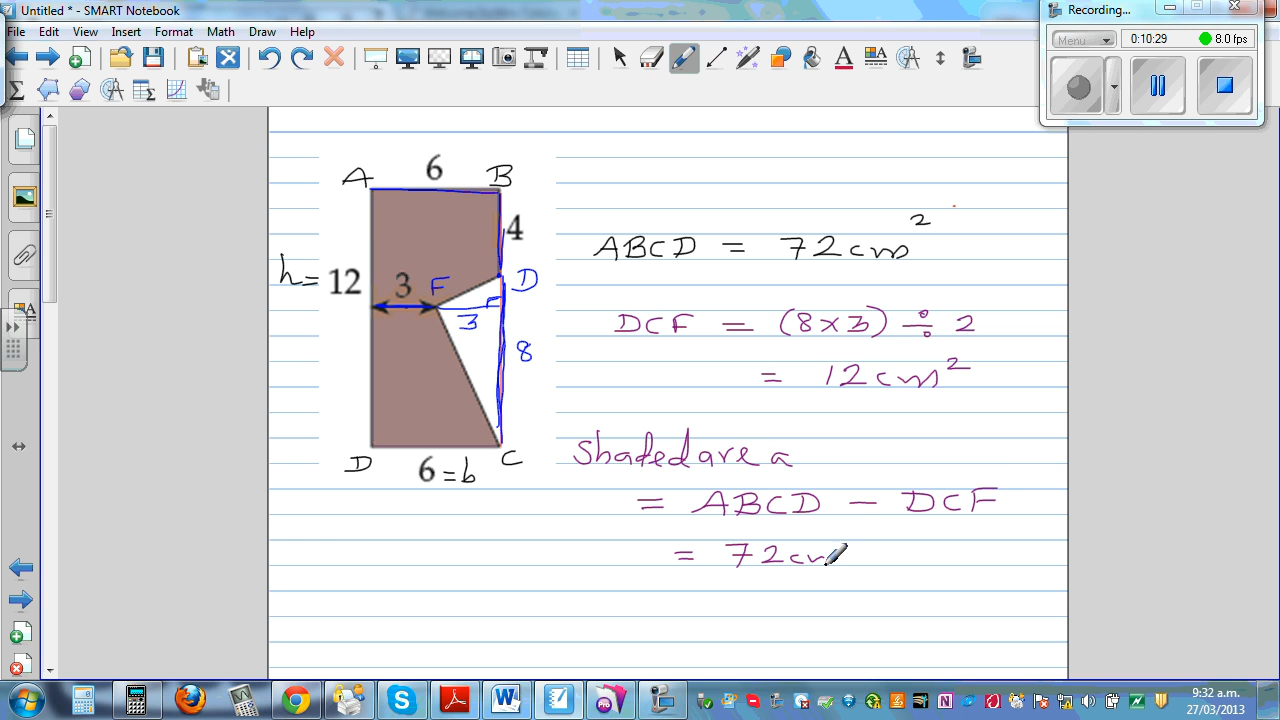 Untitled * - SMART Notebook
File Edit View Insert Format Math Draw Help
Recording...
Menu 0:10:29 8.0 fps
A 6 B
4
h= 12 3 F D
3
8
D 6 = b C
ABCD = 72cm²
DCF = (8×3) ÷ 2
= 12cm²
Shaded area
= ABCD − DCF
= 72cm
9:32 a.m.
27/03/2013